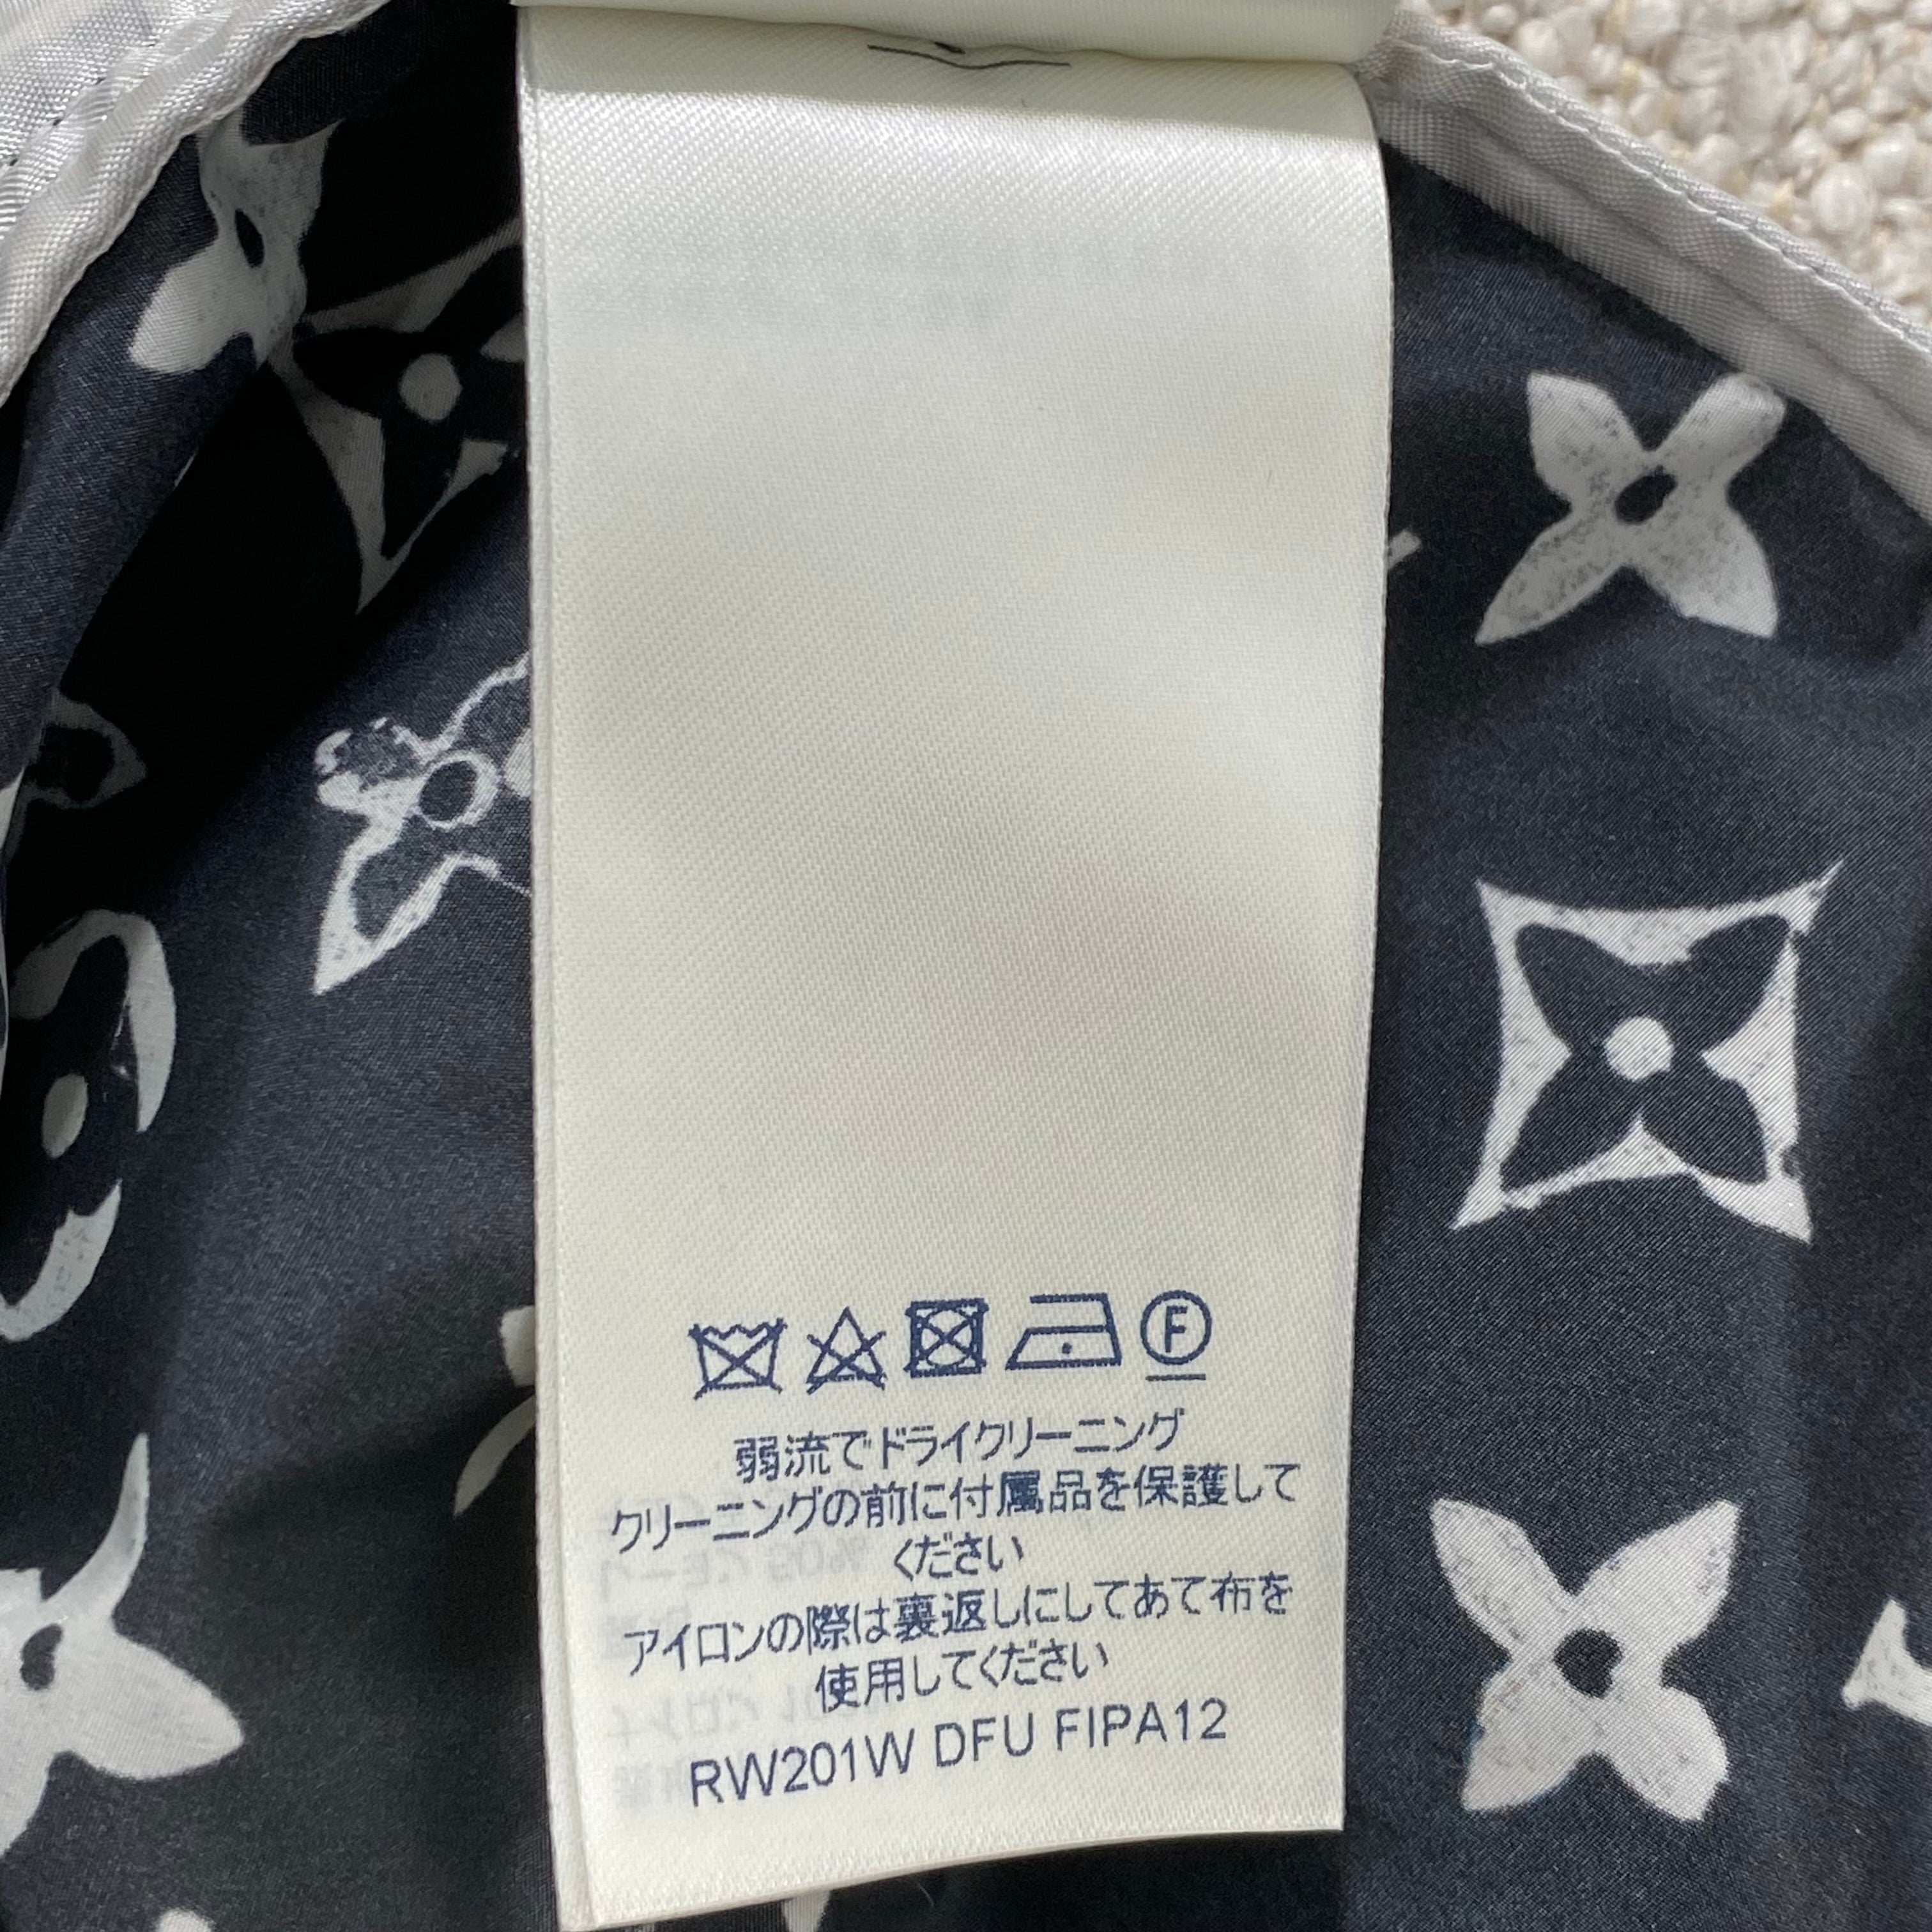 F
弱流でドライクリーニング
クリーニングの前に付属品を保護して
ください
アイロンの際は裏返しにしてあて布を
使用してください
RW201W DFU FIPA12